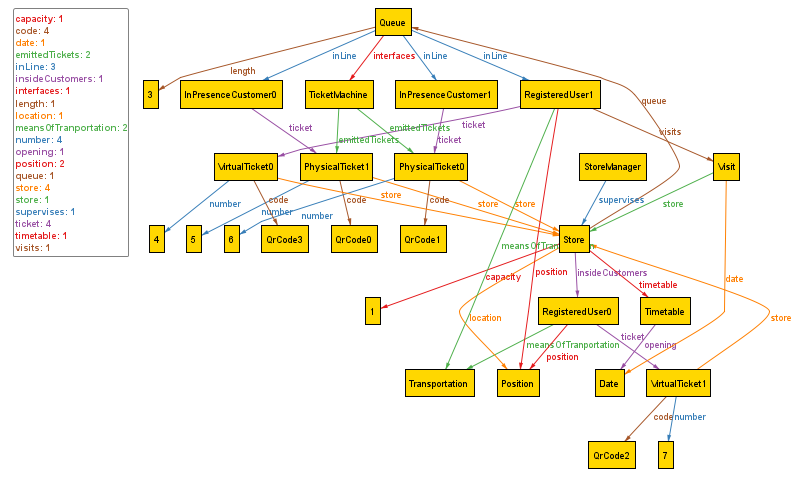 capacity: 1
code: 4
date: 1
emittedTickets: 2
inLine: 3
insideCustomers: 1
interfaces: 1
length: 1
location: 1
meansOfTranportation: 2
number: 4
opening: 1
position: 2
queue: 1
store: 4
store: 1
supervises: 1
ticket: 4
timetable: 1
visits: 1
Queue
inLine
interfaces
inLine
inLine
length
queue
3
InPresenceCustomer0
TicketMachine
InPresenceCustomer1
RegisteredUser1
ticket
emittedTickets
emittedTickets
ticket
ticket
visits
VirtualTicket0
PhysicalTicket1
PhysicalTicket0
StoreManager
Visit
number
code
number
code
number
code
store
store
store
supervises
store
4
5
6
QrCode3
QrCode0
QrCode1
Store
meansOfTranportation
position
capacity
insideCustomers
timetable
date
location
store
1
RegisteredUser0
Timetable
meansOfTranportation
position
ticket
opening
Transportation
Position
Date
VirtualTicket1
code
number
QrCode2
7